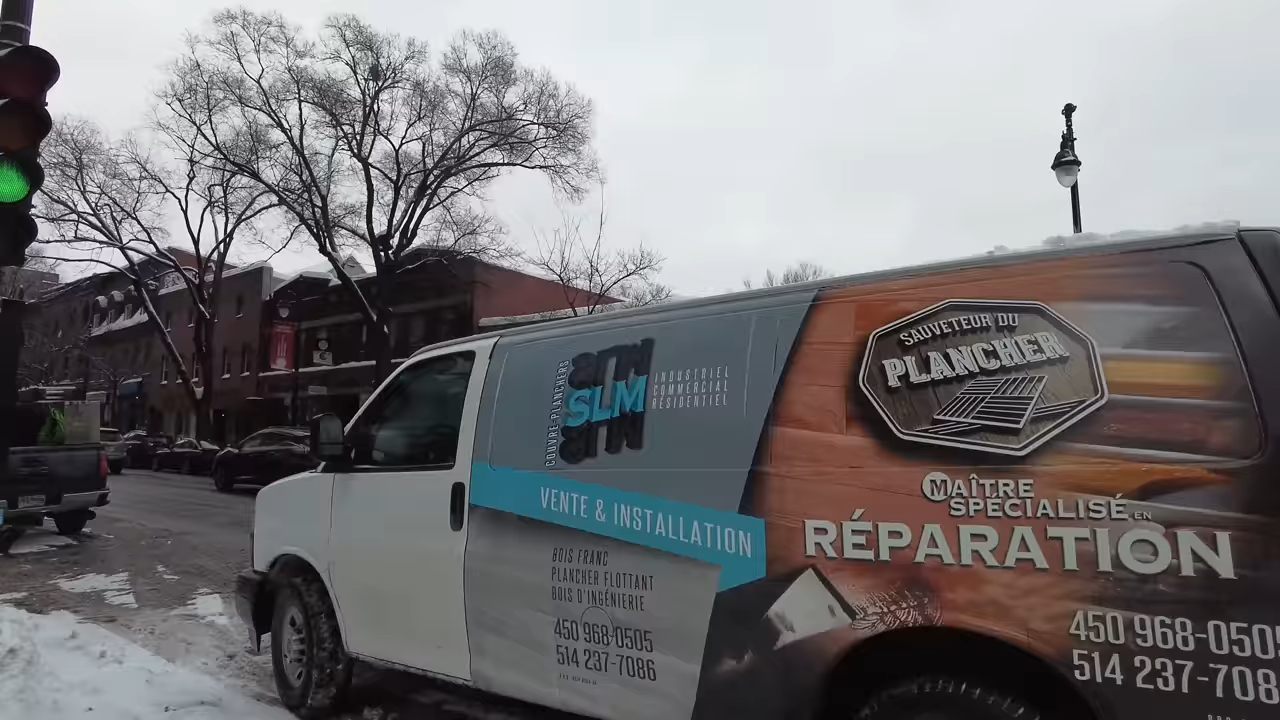 COUVRE-PLANCHERS
SLM
INDUSTRIEL
COMMERCIAL
RÉSIDENTIEL
VENTE & INSTALLATION
BOIS FRANC
PLANCHER FLOTTANT
BOIS D'INGÉNIERIE
450 968-0505
514 237-7086
SAUVETEUR DU
PLANCHER
MAÎTRE
SPÉCIALISÉ EN
RÉPARATION
450 968-0505
514 237-708